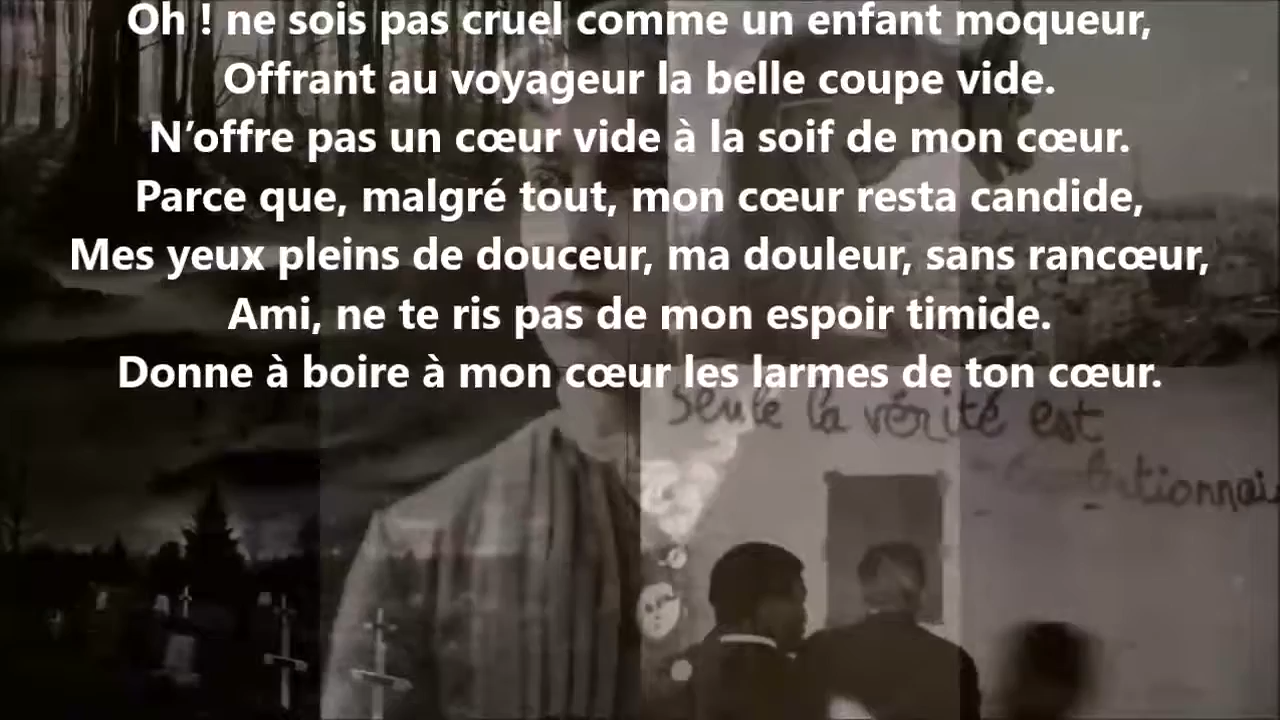 Oh ! ne sois pas cruel comme un enfant moqueur,
Offrant au voyageur la belle coupe vide.
N’offre pas un cœur vide à la soif de mon cœur.
Parce que, malgré tout, mon cœur resta candide,
Mes yeux pleins de douceur, ma douleur, sans rancœur,
Ami, ne te ris pas de mon espoir timide.
Donne à boire à mon cœur les larmes de ton cœur.
Seule la vérité est